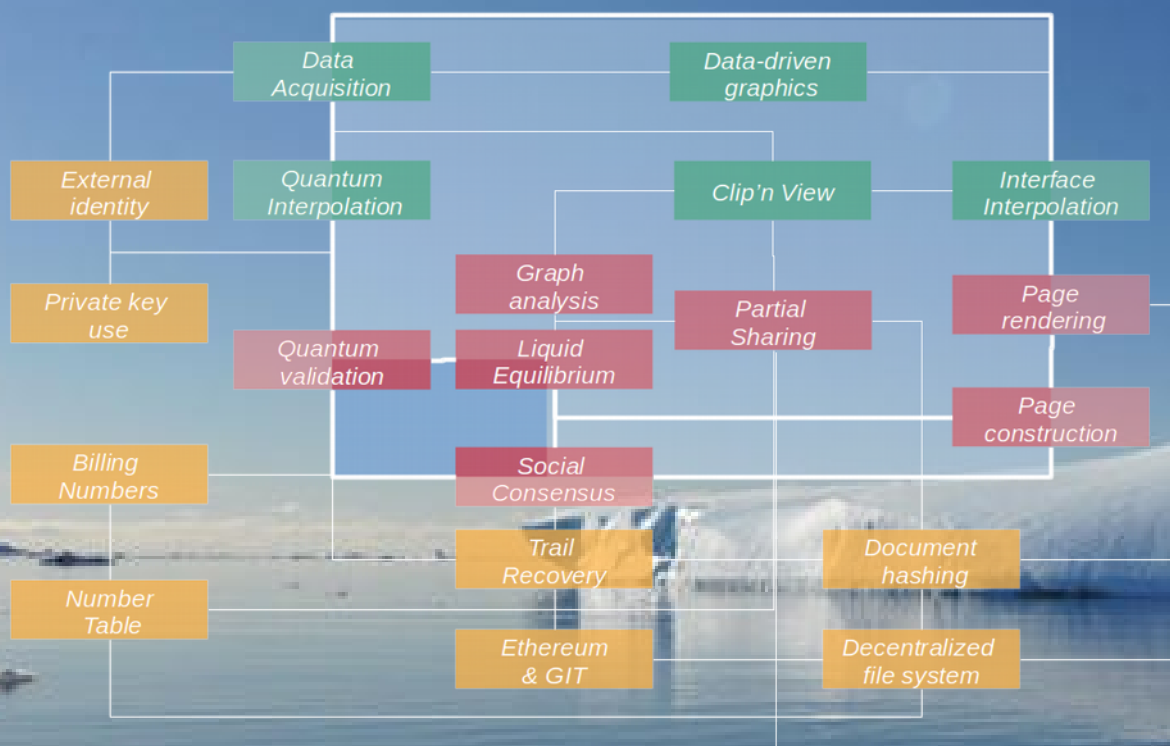 Data
Acquisition
Data-driven
graphics
External
identity
Quantum
Interpolation
Clip'n View
Interface
Interpolation
Graph
analysis
Private key
use
Partial
Sharing
Page
rendering
Quantum
validation
Liquid
Equilibrium
Page
construction
Billing
Numbers
Social
Consensus
Trail
Recovery
Document
hashing
Number
Table
Ethereum
& GIT
Decentralized
file system